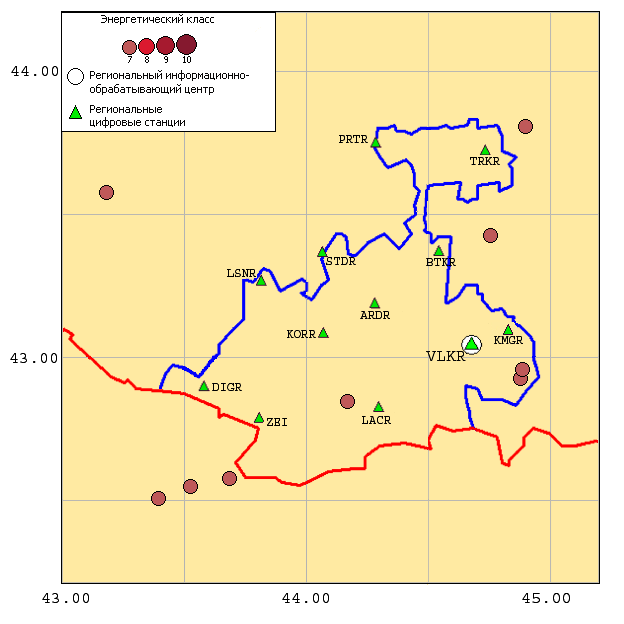 Энергетический класс
7 8 9 10
Региональный информационно-
обрабатывающий центр
Региональные
цифровые станции
44.00
PRTR
TRKR
STDR
BTKR
LSNR
ARDR
KORR
KMGR
VLKR
43.00
DIGR
ZEI
LACR
43.00 44.00 45.00